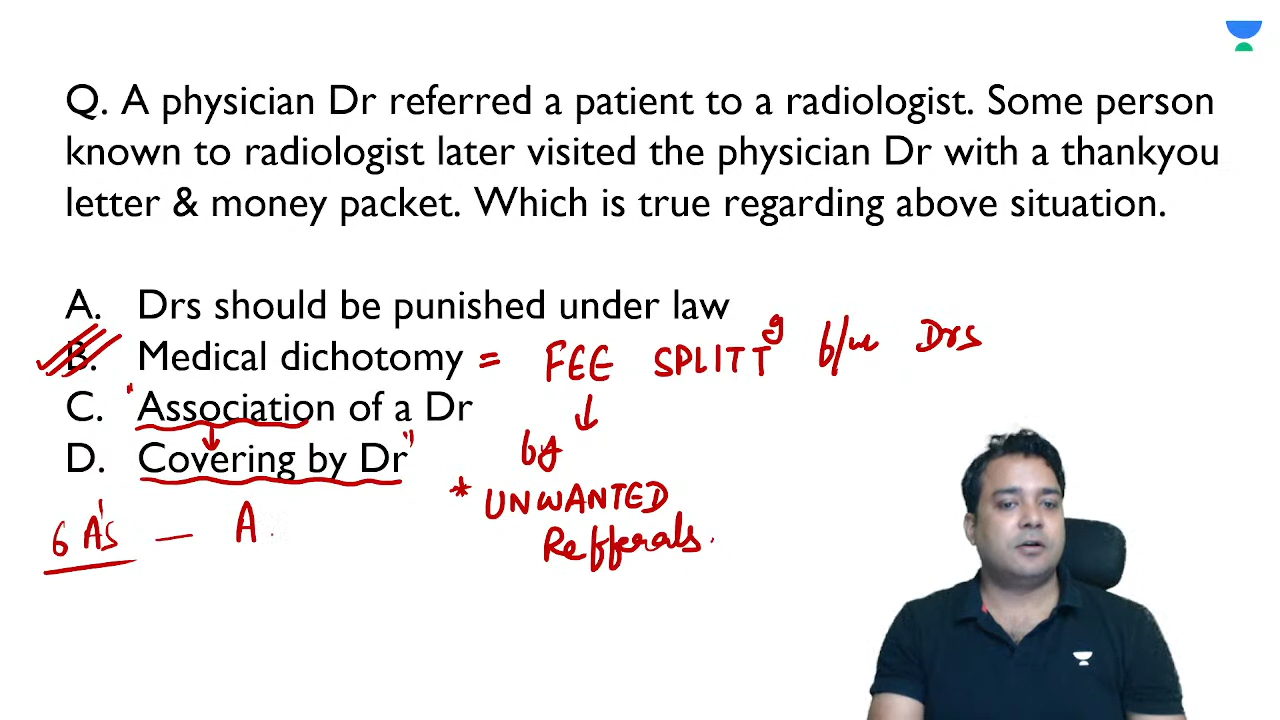 Q. A physician Dr referred a patient to a radiologist. Some person
known to radiologist later visited the physician Dr with a thankyou
letter & money packet. Which is true regarding above situation.
A. Drs should be punished under law
B. Medical dichotomy = FEE SPLITTg b/w Drs
C. "Association of a Dr
D. Covering by Dr"
by
* UNWANTED
Refferals.
6 A's — A